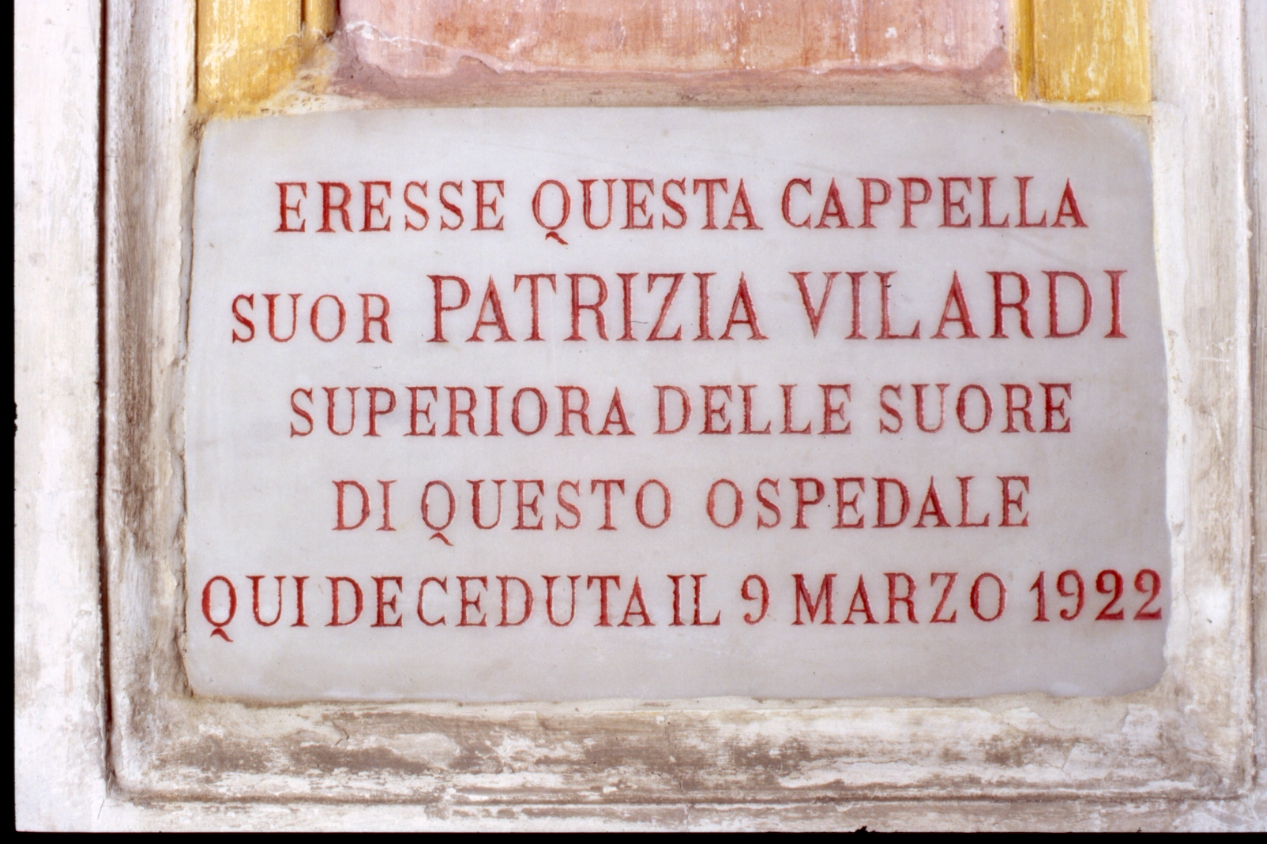 ERESSE QUESTA CAPPELLA
SUOR PATRIZIA VILARDI
SUPERIORA DELLE SUORE
DI QUESTO OSPEDALE
QUI DECEDUTA IL 9 MARZO 1922